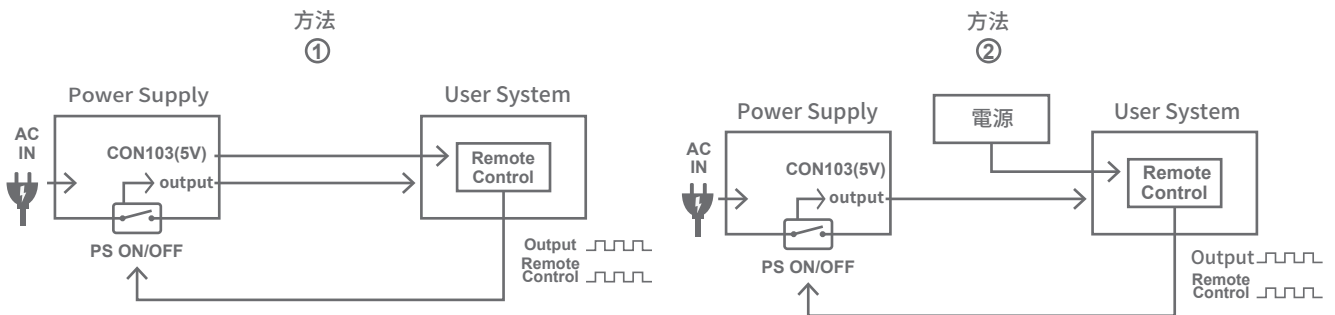 方法
①
Power Supply
User System
AC
IN
CON103(5V)
output
Remote
Control
PS ON/OFF
Output
Remote
Control
方法
②
電源
Power Supply
User System
AC
IN
CON103(5V)
output
Remote
Control
PS ON/OFF
Output
Remote
Control